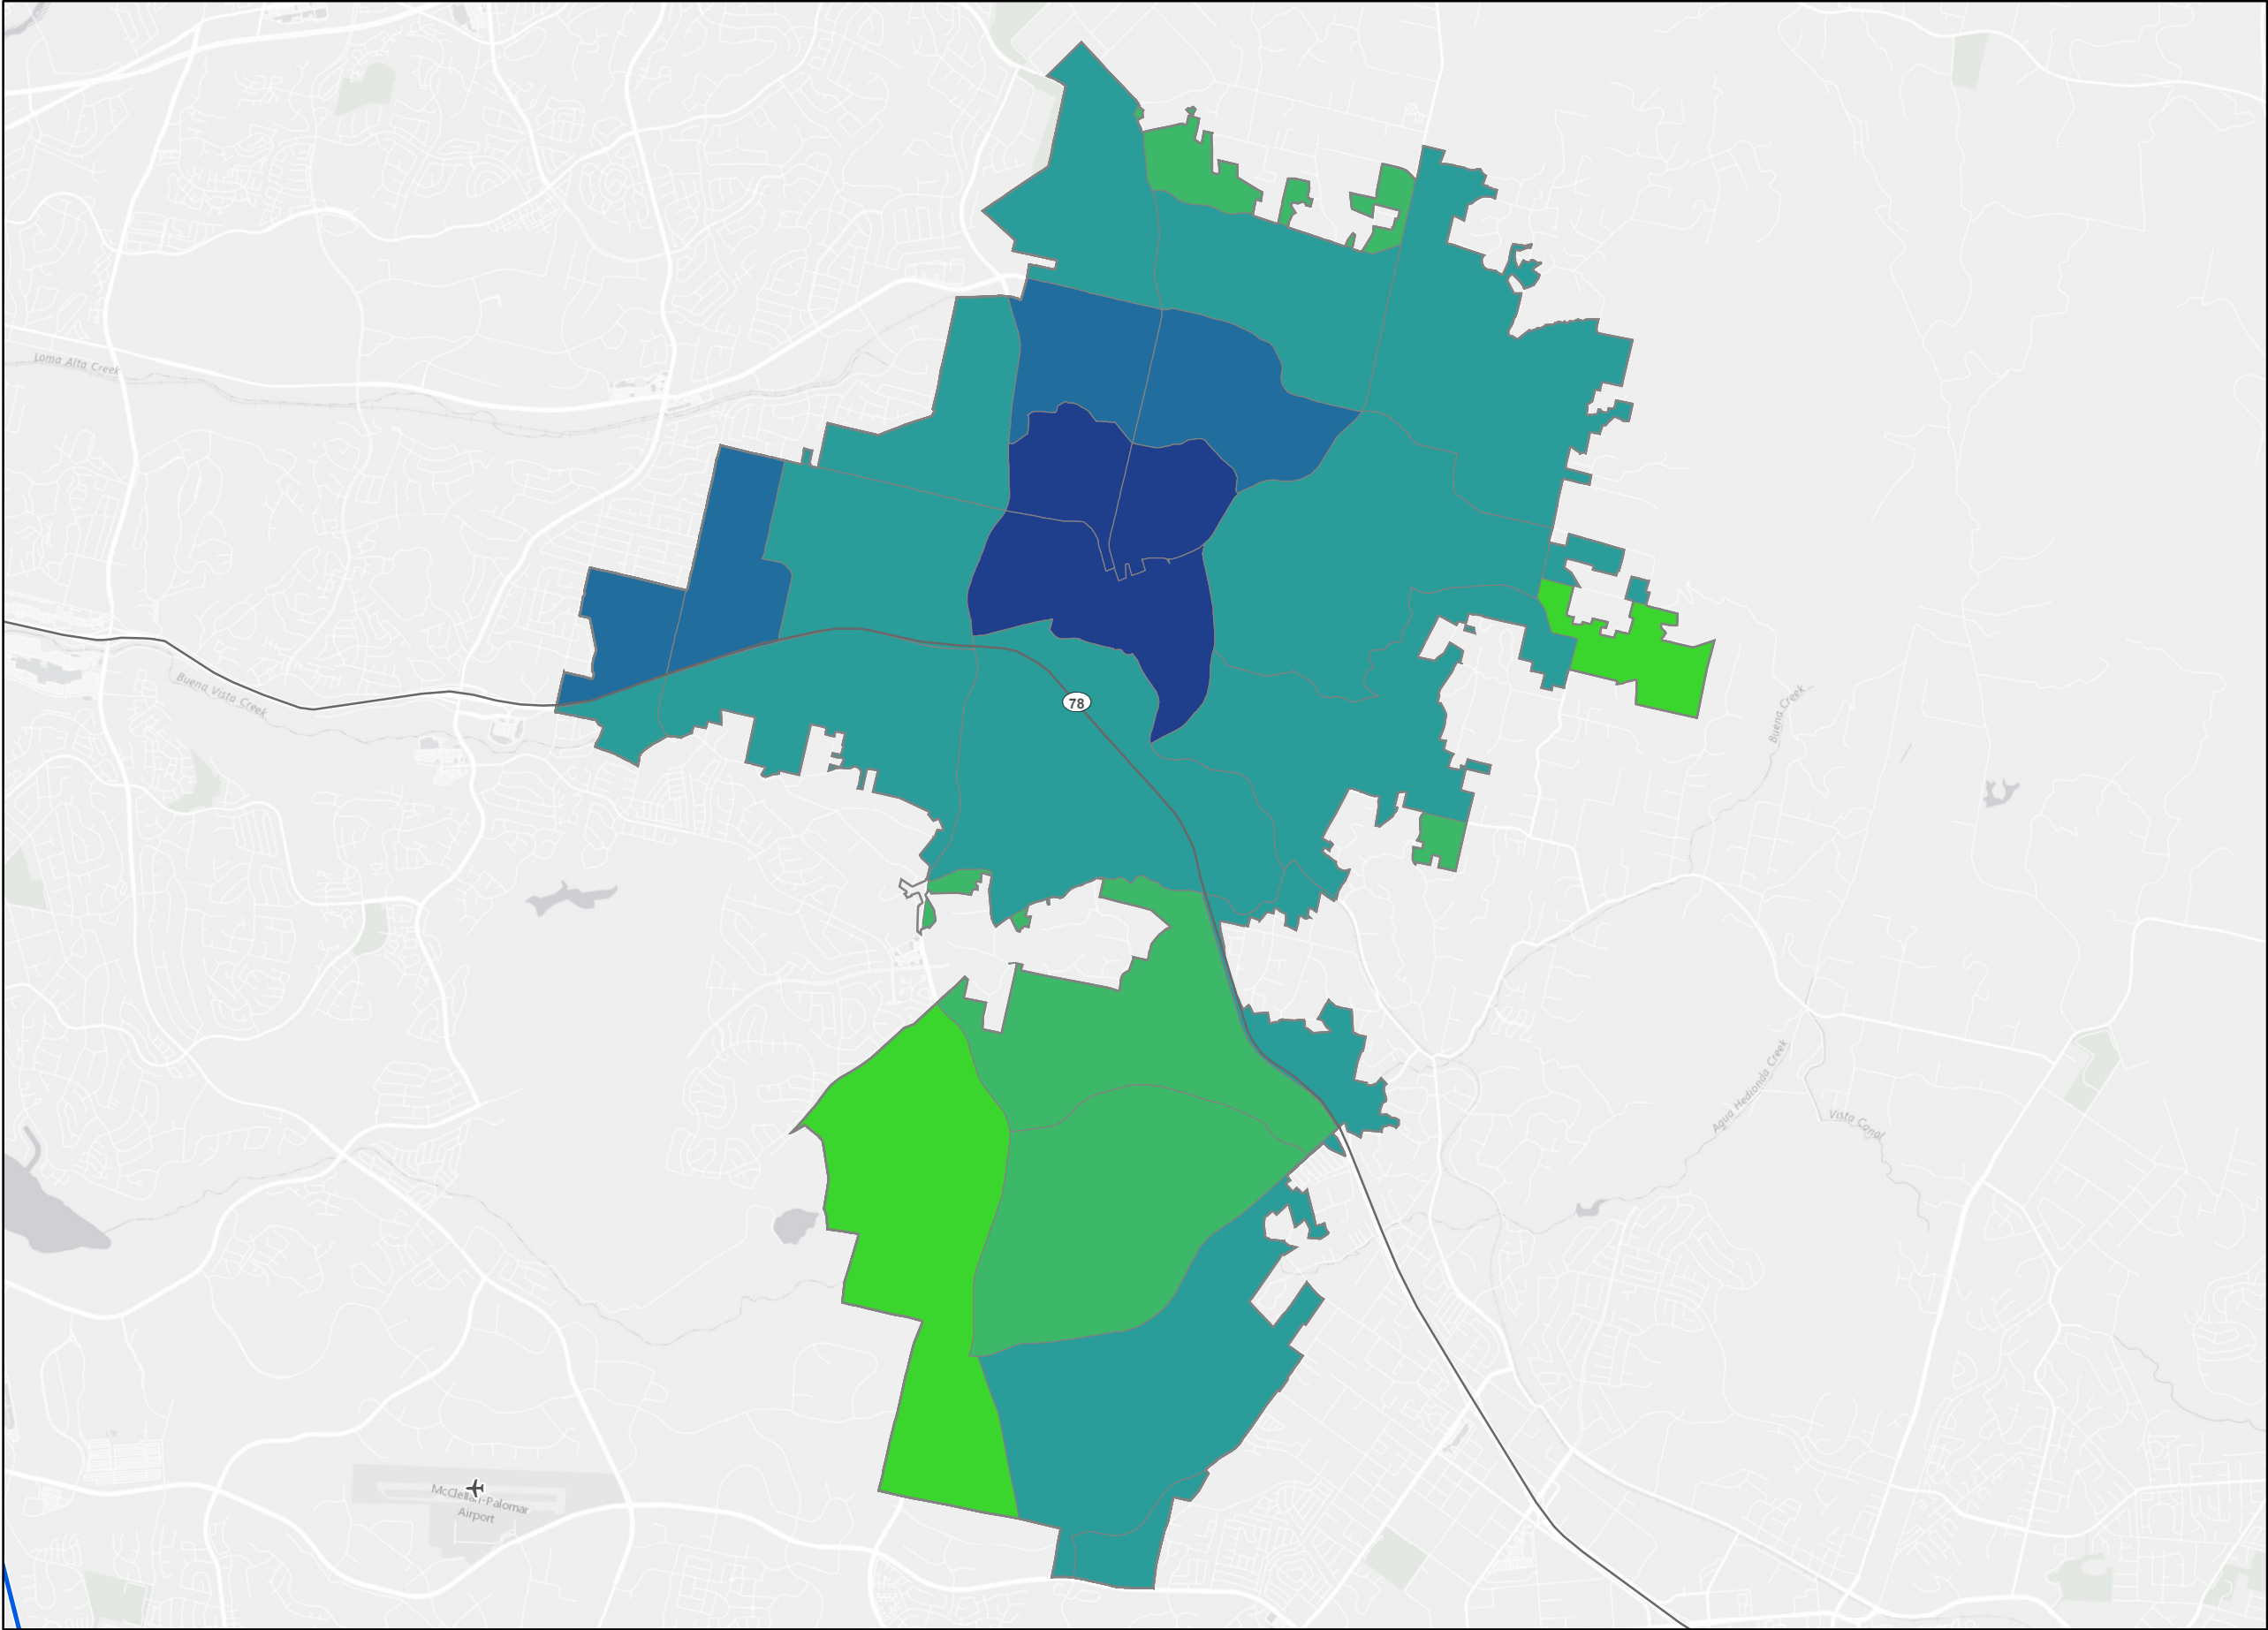 Loma Alta Creek
Buena Vista Creek
78
Buena Creek
Agua Hedionda Creek
Vista Canal
McClellan-Palomar
Airport